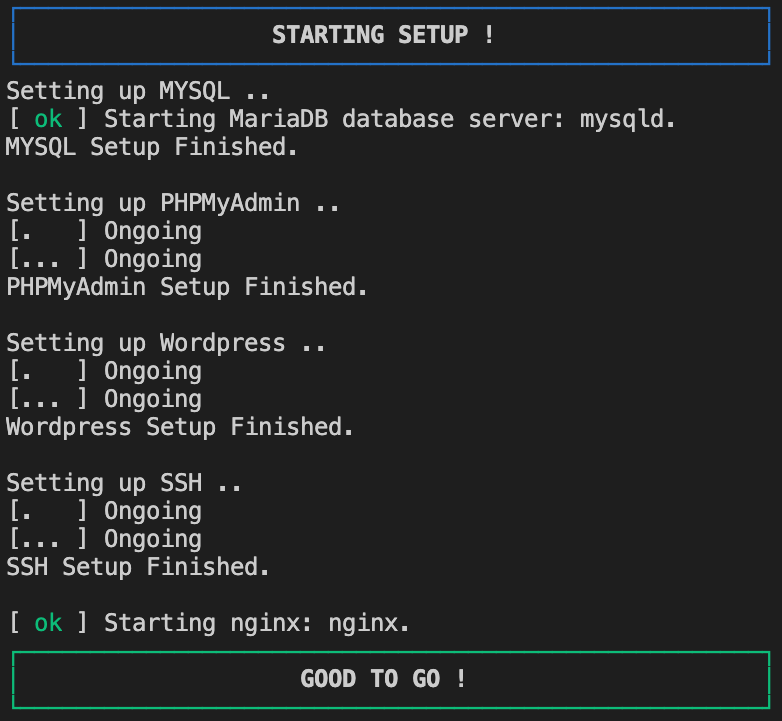 STARTING SETUP !
Setting up MYSQL ..
[ ok ] Starting MariaDB database server: mysqld.
MYSQL Setup Finished.
Setting up PHPMyAdmin ..
[.   ] Ongoing
[... ] Ongoing
PHPMyAdmin Setup Finished.
Setting up Wordpress ..
[.   ] Ongoing
[... ] Ongoing
Wordpress Setup Finished.
Setting up SSH ..
[.   ] Ongoing
[... ] Ongoing
SSH Setup Finished.
[ ok ] Starting nginx: nginx.
GOOD TO GO !